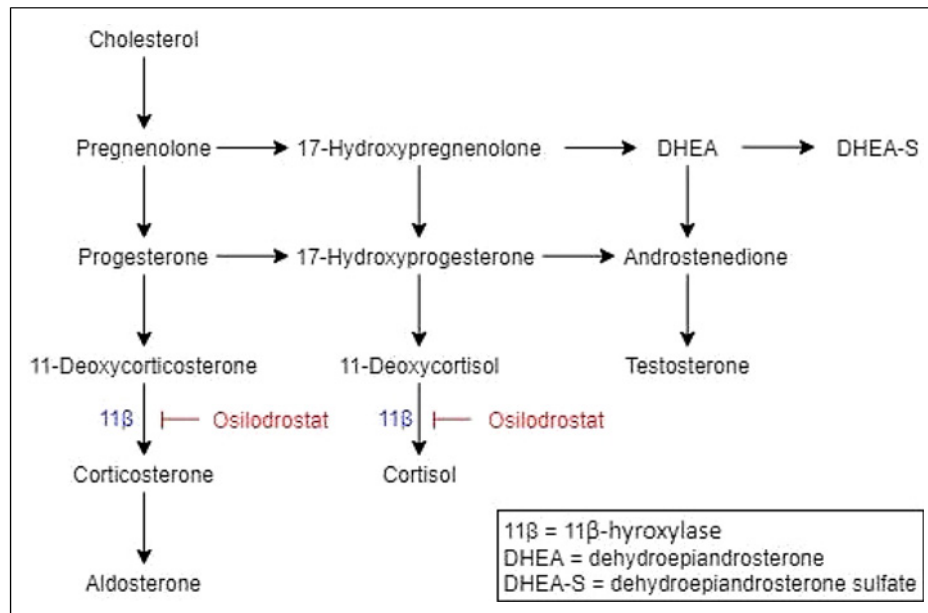 Cholesterol
Pregnenolone 17-Hydroxypregnenolone DHEA DHEA-S
Progesterone 17-Hydroxyprogesterone Androstenedione
11-Deoxycorticosterone 11-Deoxycortisol Testosterone
11β Osilodrostat 11β Osilodrostat
Corticosterone Cortisol
Aldosterone
11β = 11β-hyroxylase
DHEA = dehydroepiandrosterone
DHEA-S = dehydroepiandrosterone sulfate